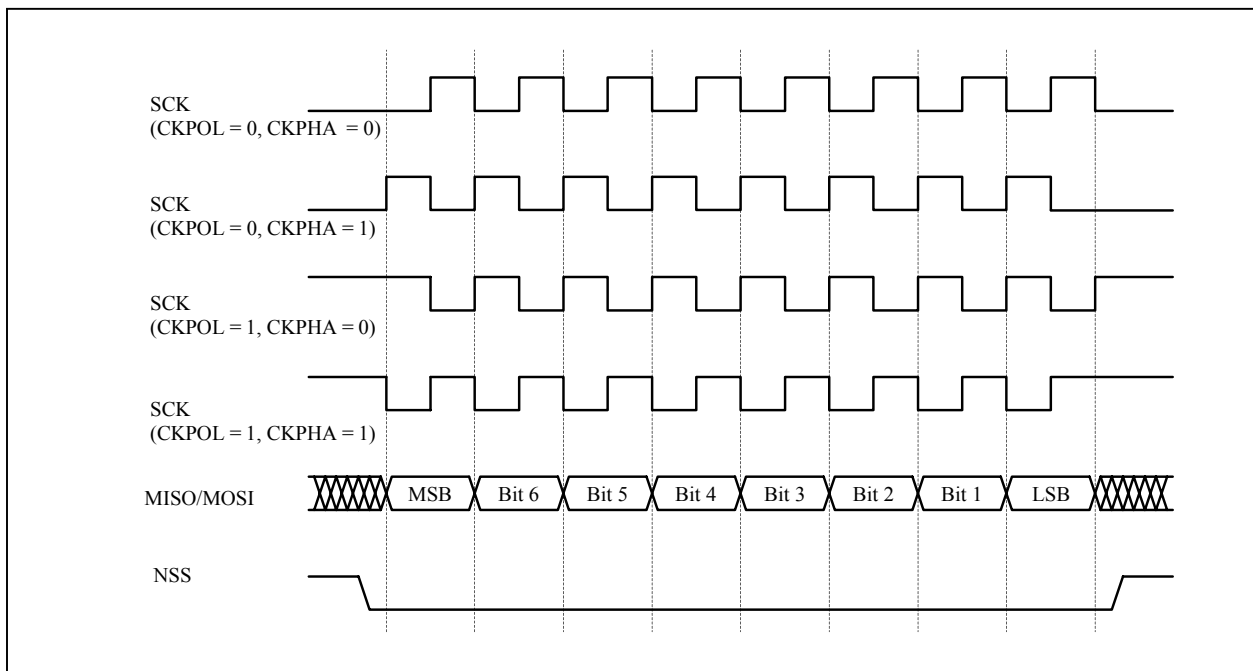 SCK
(CKPOL = 0, CKPHA = 0)
SCK
(CKPOL = 0, CKPHA = 1)
SCK
(CKPOL = 1, CKPHA = 0)
SCK
(CKPOL = 1, CKPHA = 1)
MISO/MOSI MSB Bit 6 Bit 5 Bit 4 Bit 3 Bit 2 Bit 1 LSB
NSS